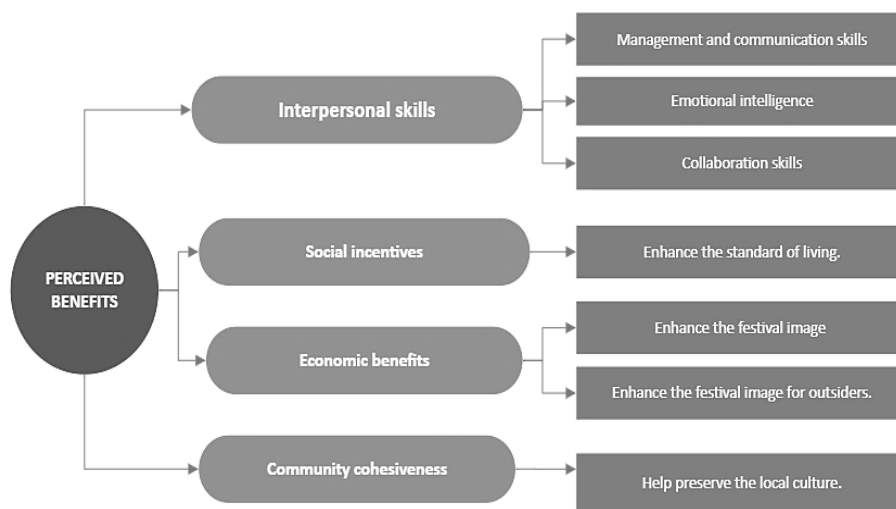 PERCEIVED
BENEFITS
Interpersonal skills
Management and communication skills
Emotional intelligence
Collaboration skills
Social incentives
Enhance the standard of living.
Economic benefits
Enhance the festival image
Enhance the festival image for outsiders.
Community cohesiveness
Help preserve the local culture.